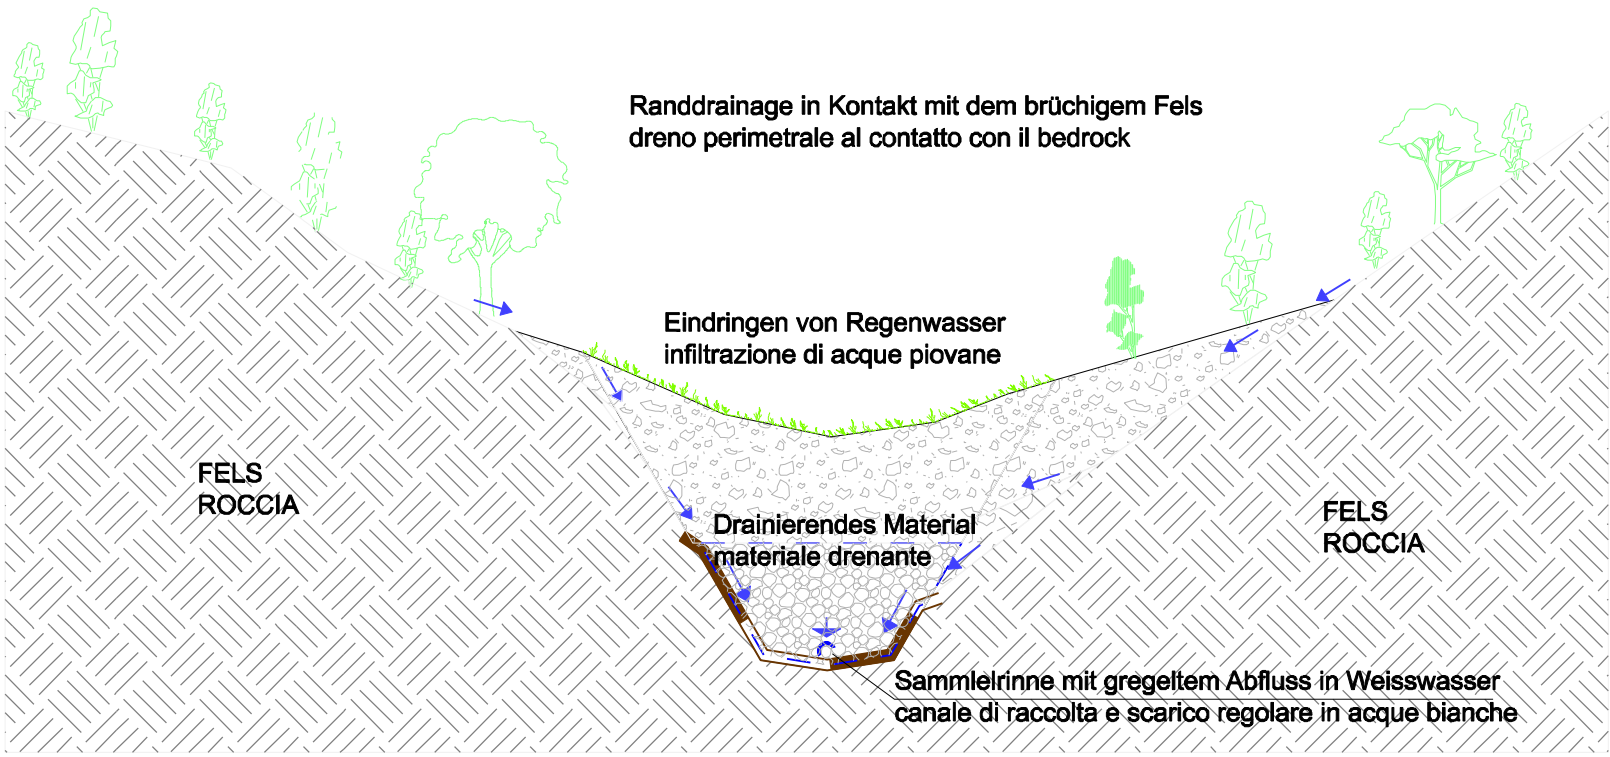 Randdrainage in Kontakt mit dem brüchigem Fels
dreno perimetrale al contatto con il bedrock
Eindringen von Regenwasser
infiltrazione di acque piovane
FELS
ROCCIA
Drainierendes Material
materiale drenante
FELS
ROCCIA
Sammlelrinne mit gregeltem Abfluss in Weisswasser
canale di raccolta e scarico regolare in acque bianche